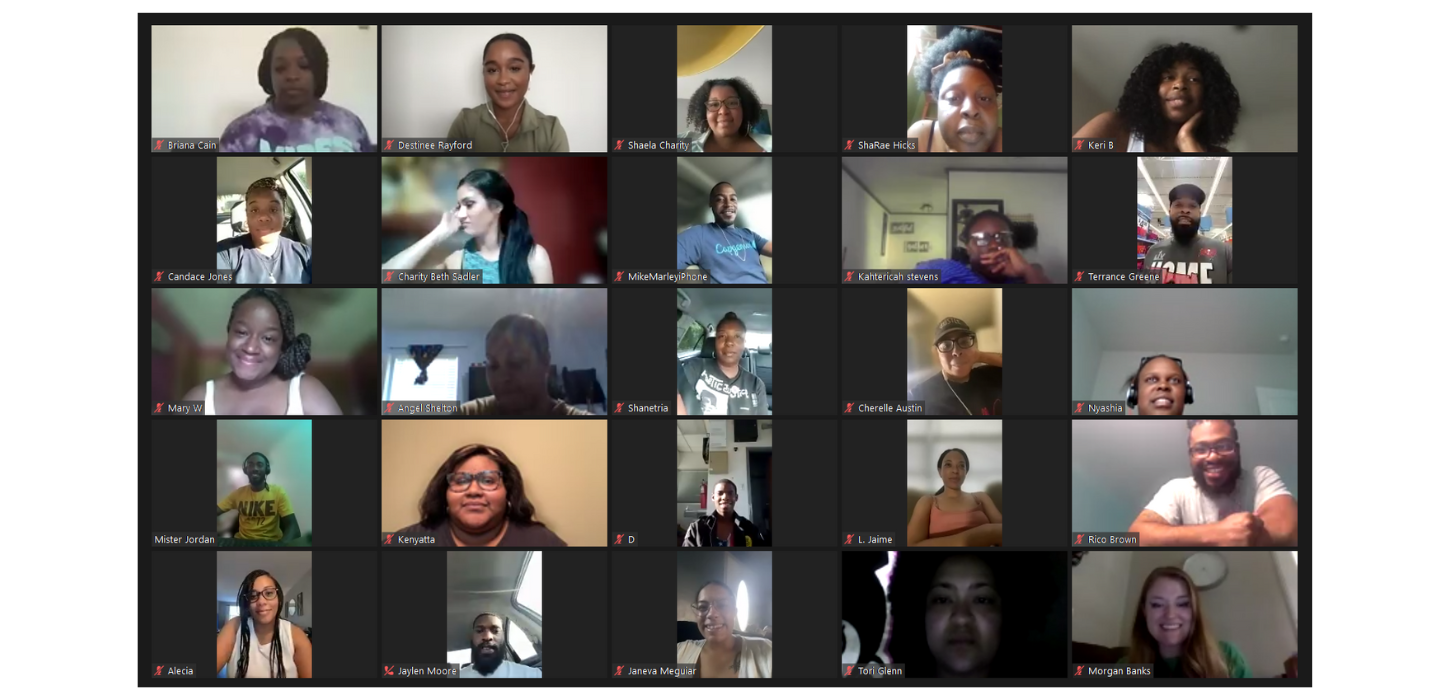 Briana Cain
Destinee Rayford
Shaela Charity
ShaRae Hicks
Keri B
Candace Jones
Charity Beth Sadler
MikeMarleyiPhone
Kahtericah stevens
Terrance Greene
HOME
Mary W
Angel Shelton
Shanetria
Cherelle Austin
Nyashia
Mister Jordan
NIKE
Kenyatta
D
L. Jaime
Rico Brown
Alecia
Jaylen Moore
Janeva Meguiar
Tori Glenn
Morgan Banks